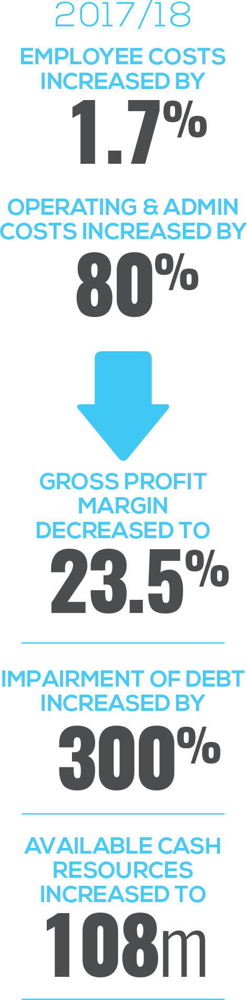 2017/18
EMPLOYEE COSTS
INCREASED BY
1.7%
OPERATING & ADMIN
COSTS INCREASED BY
80%
GROSS PROFIT
MARGIN
DECREASED TO
23.5%
IMPAIRMENT OF DEBT
INCREASED BY
300%
AVAILABLE CASH
RESOURCES
INCREASED TO
108m